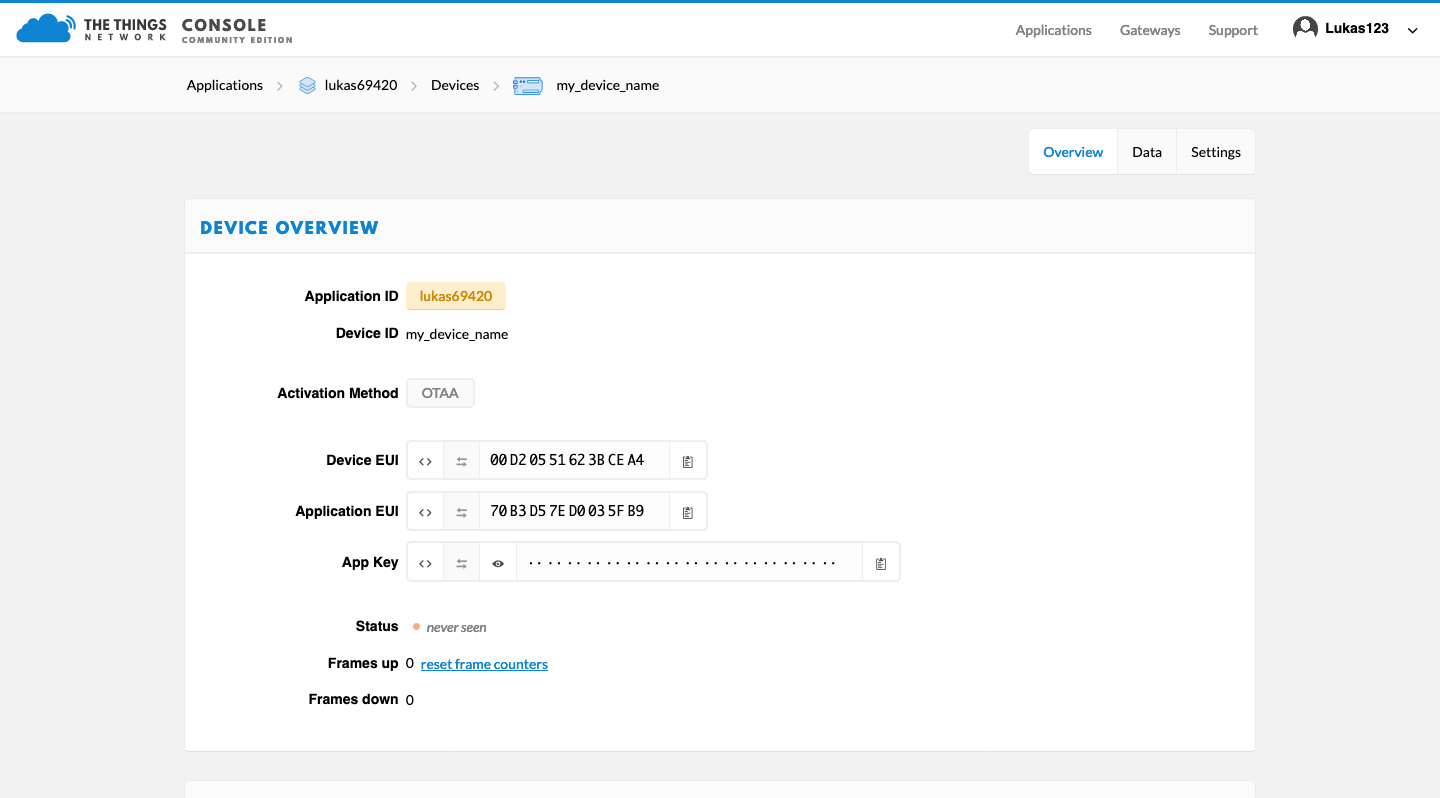 THE THINGS NETWORK CONSOLE COMMUNITY EDITION
Applications Gateways Support Lukas123
Applications lukas69420 Devices my_device_name
Overview Data Settings
DEVICE OVERVIEW
Application ID lukas69420
Device ID my_device_name
Activation Method OTAA
Device EUI 00 D2 05 51 62 3B CE A4
Application EUI 70 B3 D5 7E D0 03 5F B9
App Key
Status never seen
Frames up 0 reset frame counters
Frames down 0